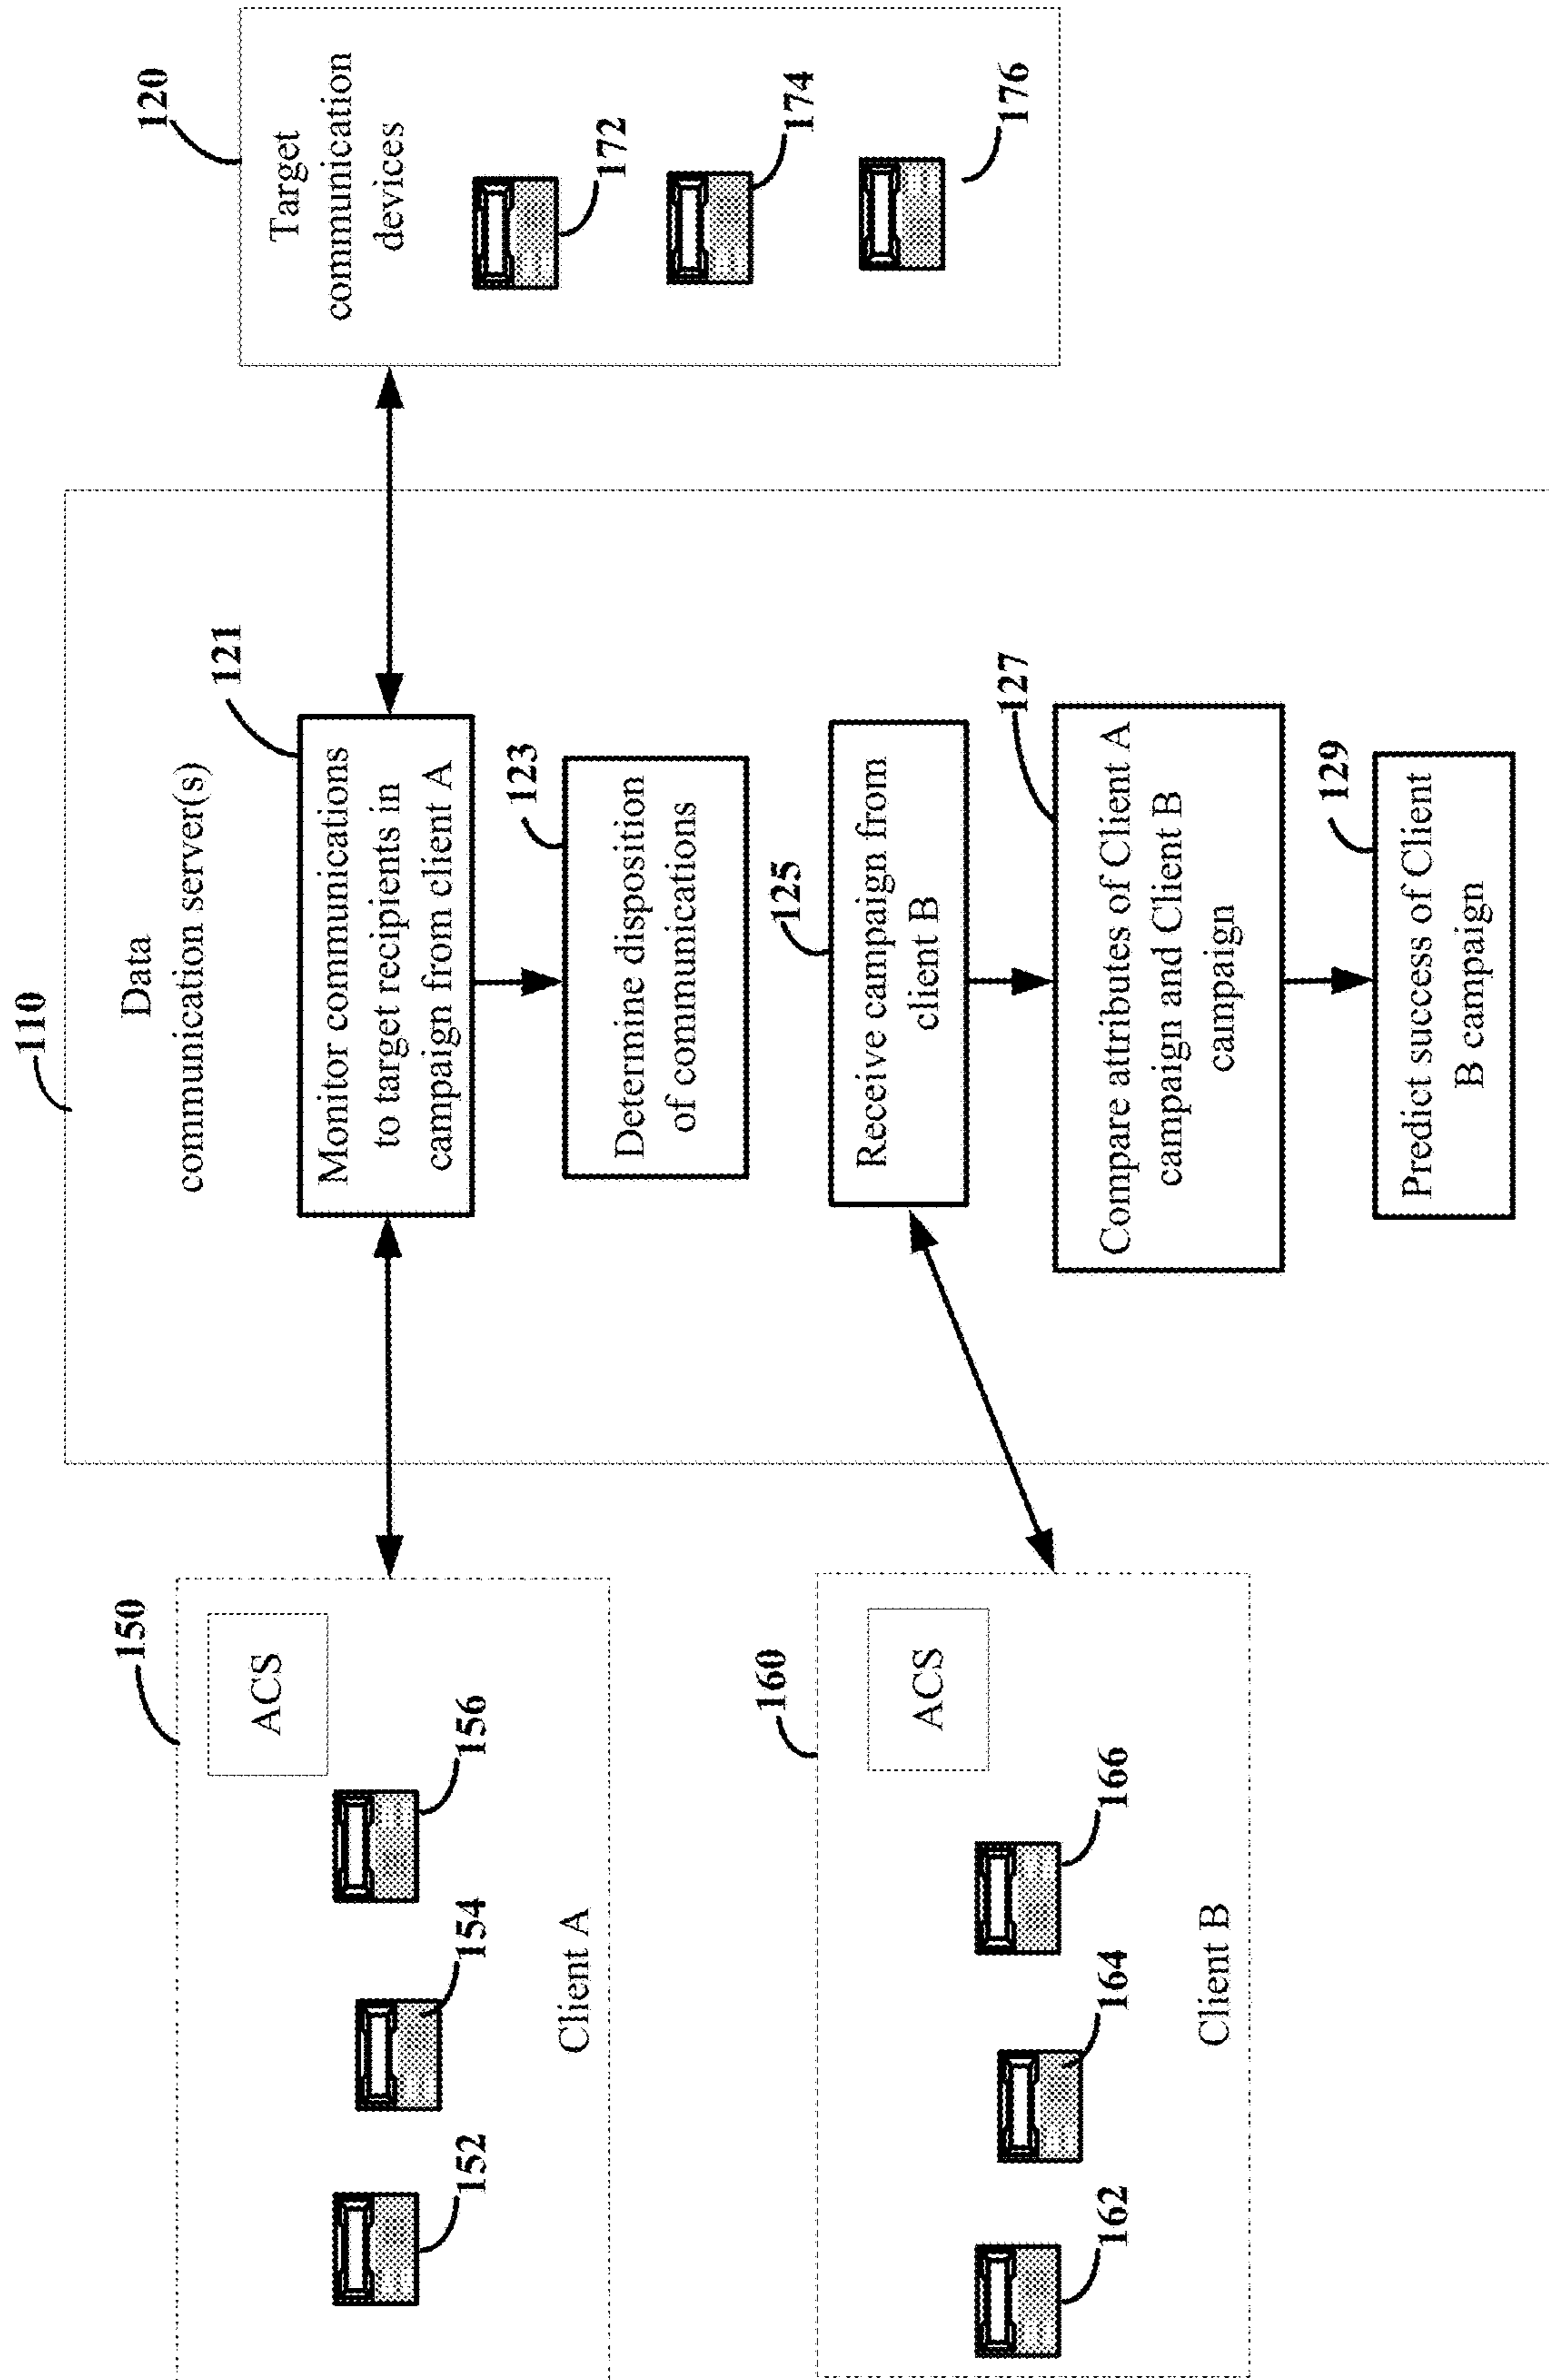 110
Data
communication server(s)
121
Monitor communications
to target recipients in
campaign from client A
123
Determine disposition
of communications
125
Receive campaign from
client B
127
Compare attributes of Client A
campaign and Client B
campaign
129
Predict success of Client
B campaign
120
Target
communication
devices
172
174
176
150
ACS
152
154
156
Client A
160
ACS
162
164
166
Client B